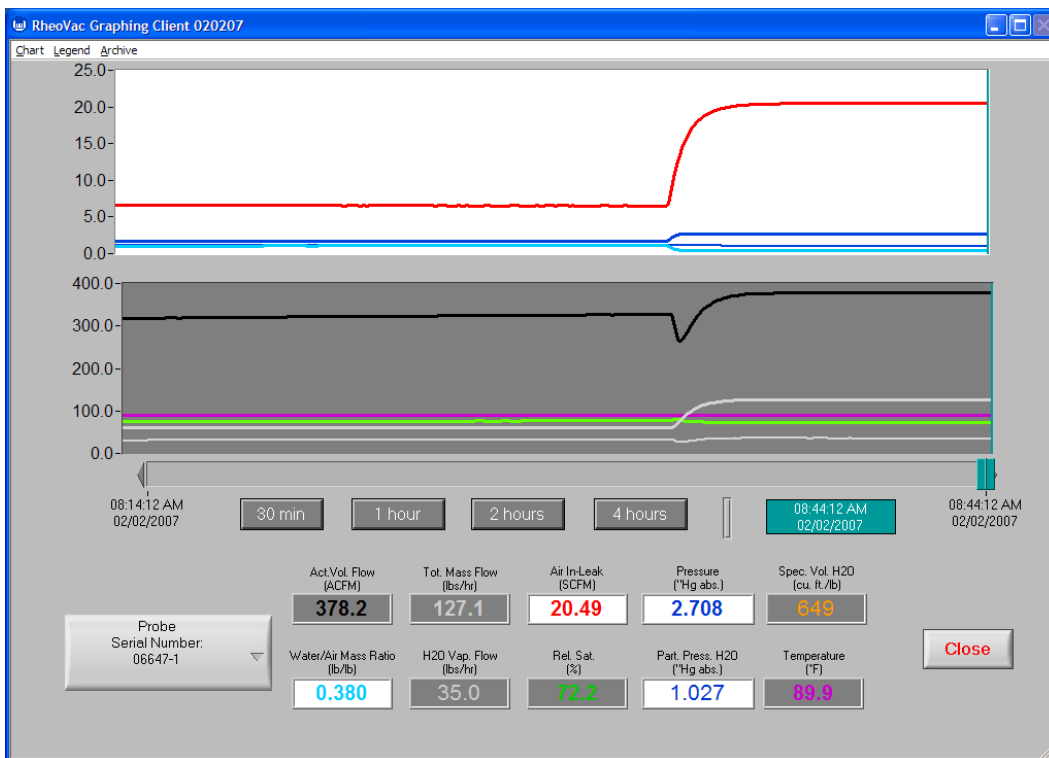 RheoVac Graphing Client 020207
Chart Legend Archive
25.0-
20.0-
15.0-
10.0-
5.0-
0.0-
400.0-
300.0-
200.0-
100.0-
0.0-
08:14:12 AM
02/02/2007
30 min
1 hour
2 hours
4 hours
08:44:12 AM
02/02/2007
08:44:12 AM
02/02/2007
Probe
Serial Number:
06647-1
Act.Vol. Flow
(ACFM)
378.2
Tot. Mass Flow
(lbs/hr)
127.1
Air In-Leak
(SCFM)
20.49
Pressure
("Hg abs.)
2.708
Spec. Vol. H2O
(cu. ft./lb)
649
Water/Air Mass Ratio
(lb/lb)
0.380
H2O Vap. Flow
(lbs/hr)
35.0
Rel. Sat.
(%)
72.2
Part. Press. H2O
("Hg abs.)
1.027
Temperature
(°F)
89.9
Close